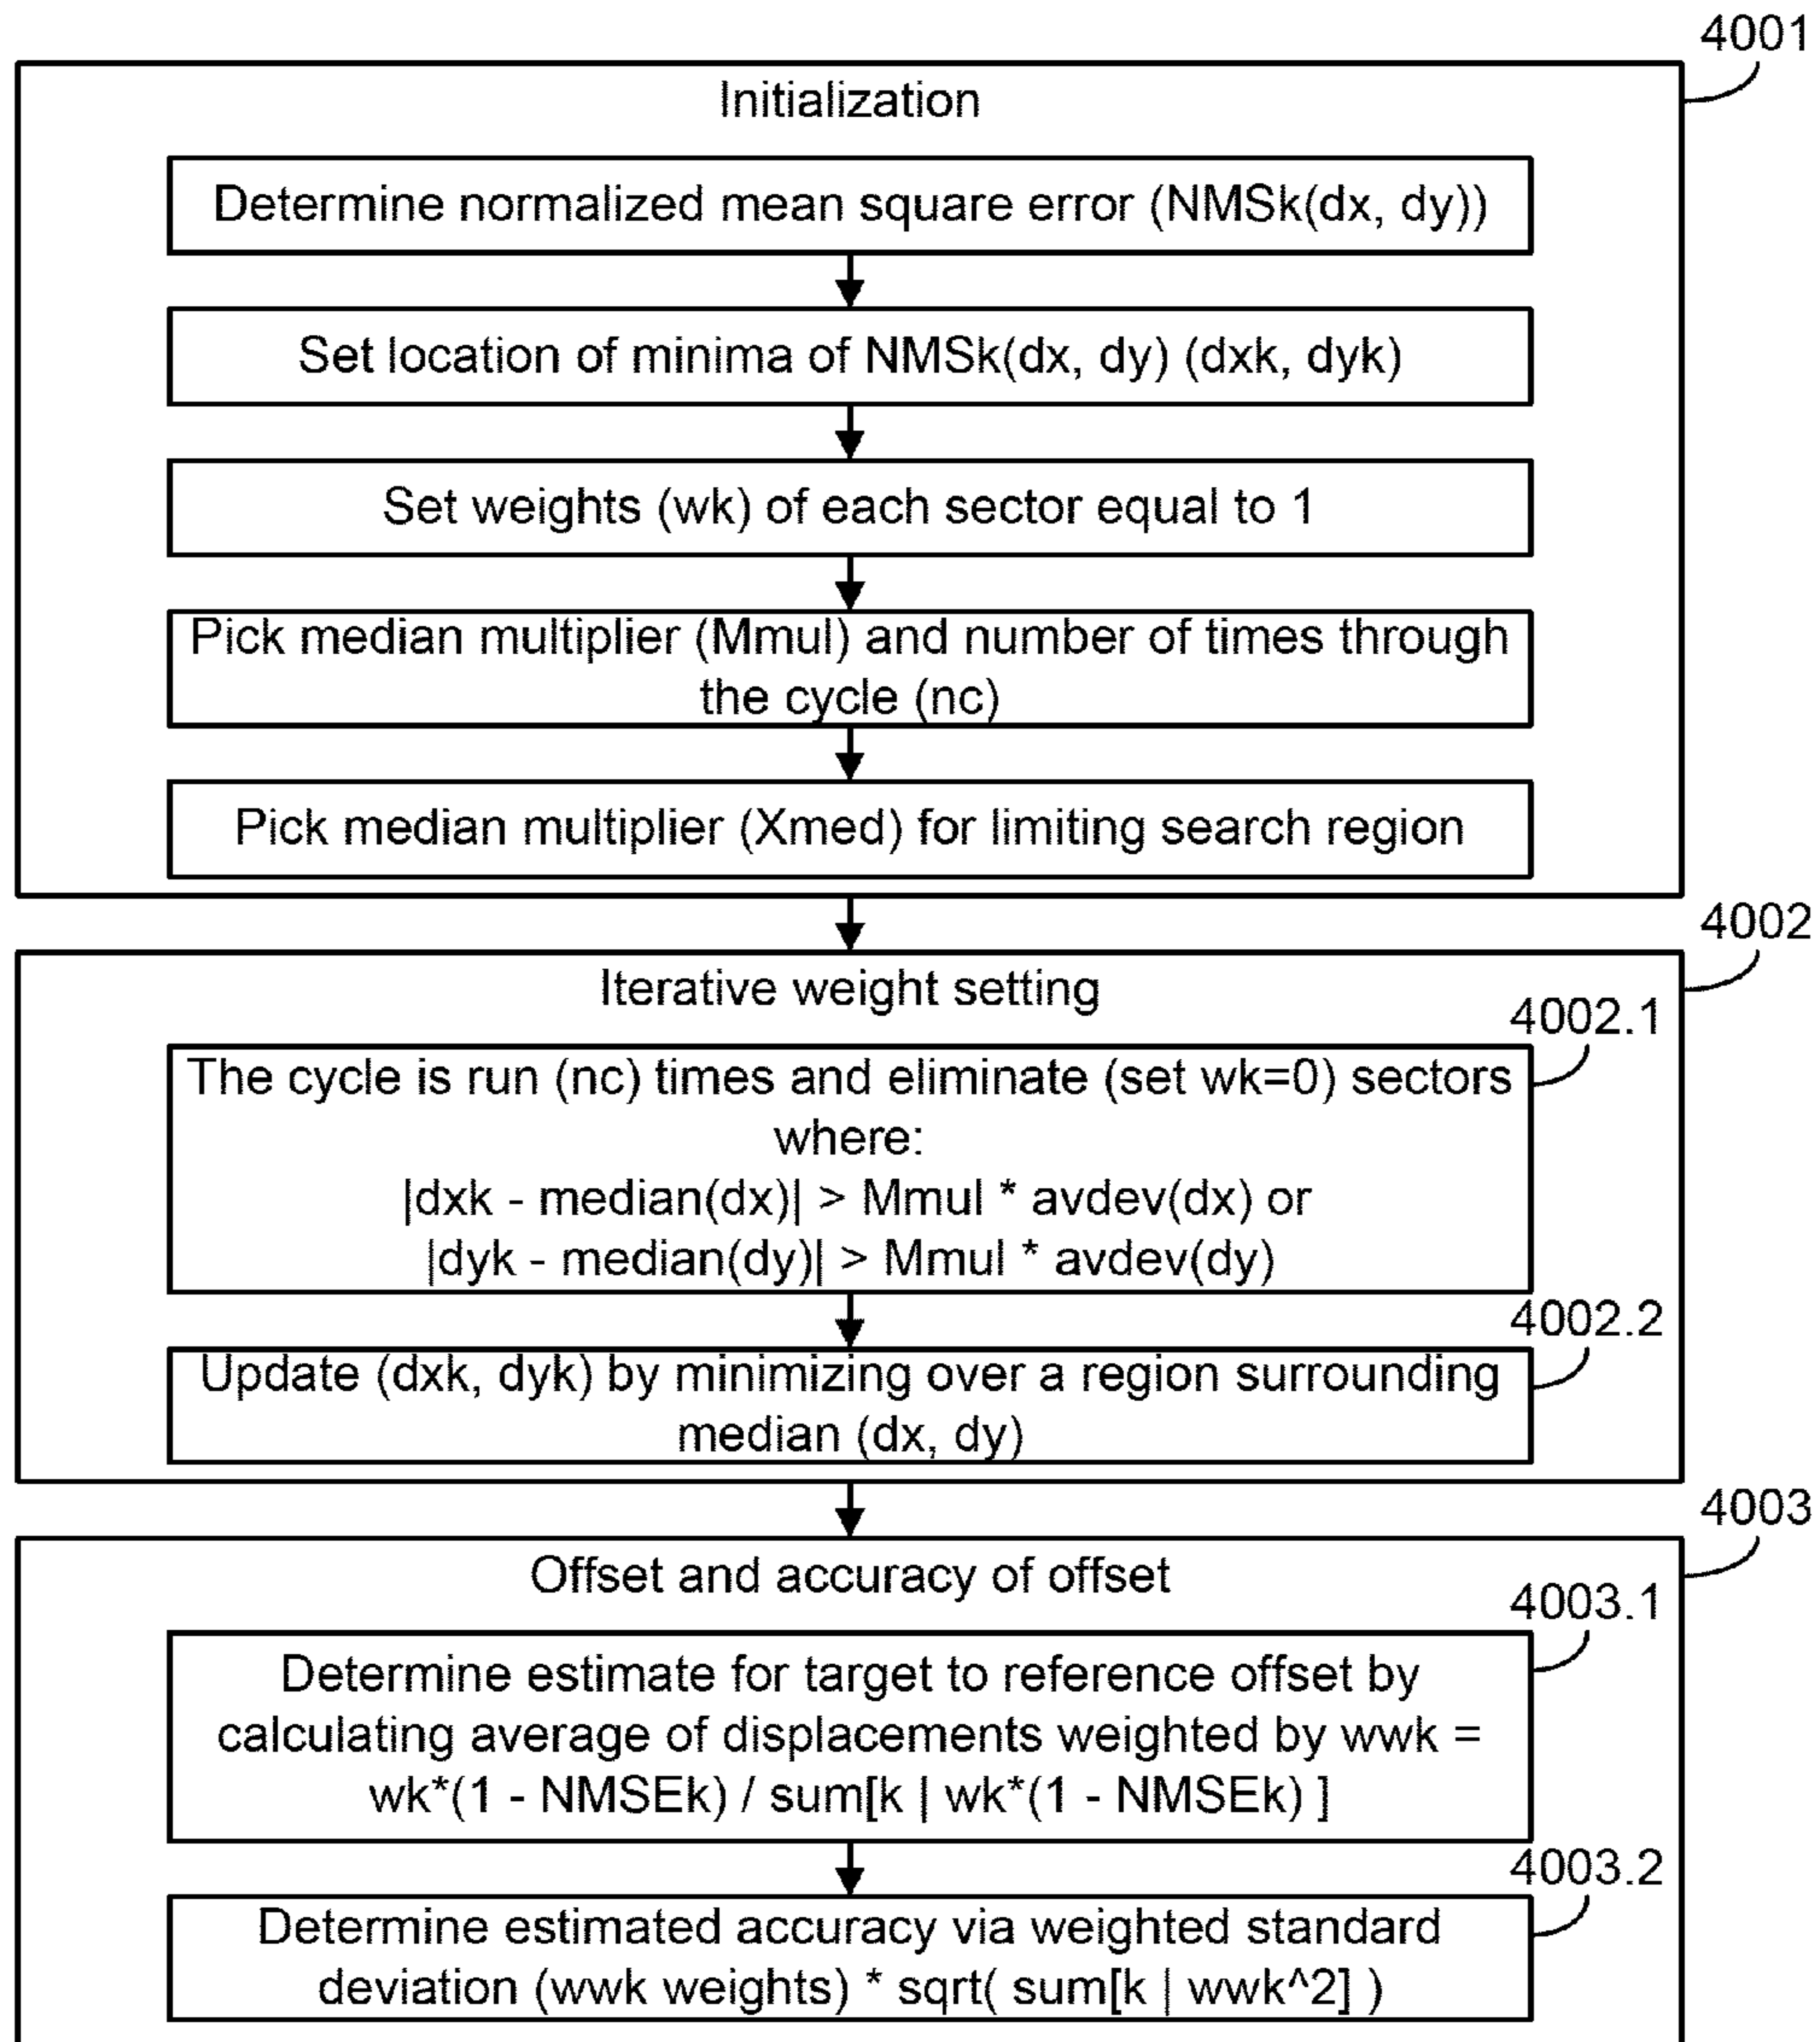 4001
Initialization
Determine normalized mean square error (NMSk(dx, dy))
Set location of minima of NMSk(dx, dy) (dxk, dyk)
Set weights (wk) of each sector equal to 1
Pick median multiplier (Mmul) and number of times through
the cycle (nc)
Pick median multiplier (Xmed) for limiting search region
4002
Iterative weight setting
4002.1
The cycle is run (nc) times and eliminate (set wk=0) sectors
where:
|dxk - median(dx)| > Mmul * avdev(dx) or
|dyk - median(dy)| > Mmul * avdev(dy)
4002.2
Update (dxk, dyk) by minimizing over a region surrounding
median (dx, dy)
4003
Offset and accuracy of offset
4003.1
Determine estimate for target to reference offset by
calculating average of displacements weighted by wwk =
wk*(1 - NMSEk) / sum[k | wk*(1 - NMSEk) ]
4003.2
Determine estimated accuracy via weighted standard
deviation (wwk weights) * sqrt( sum[k | wwk^2] )